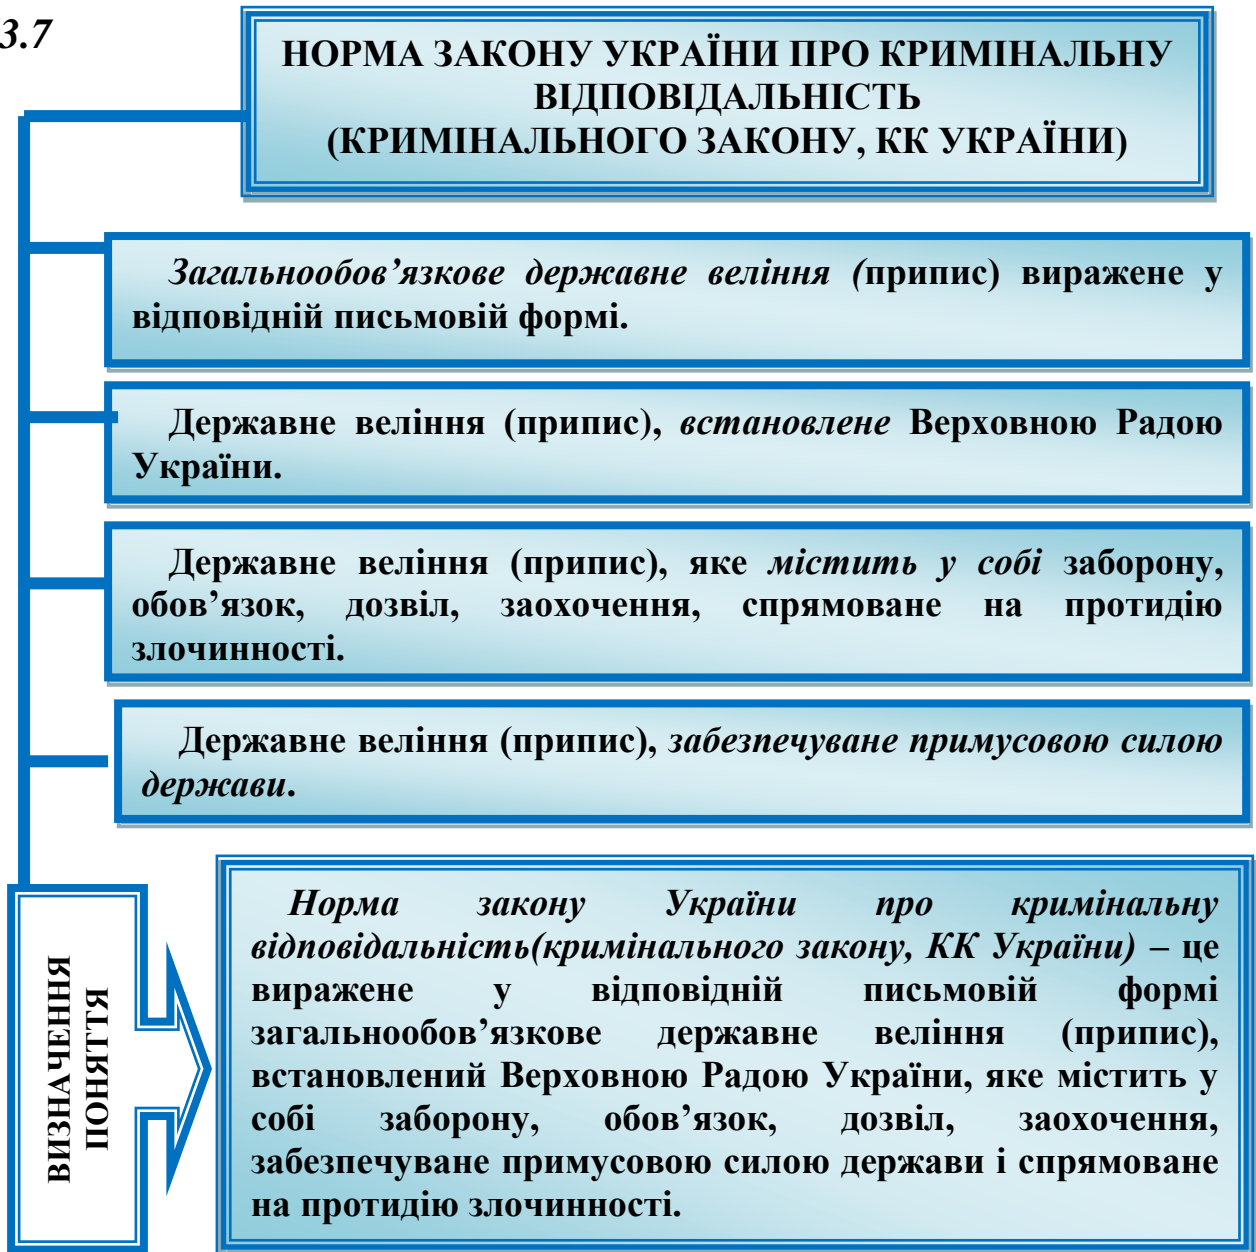 3.7
НОРМА ЗАКОНУ УКРАЇНИ ПРО КРИМІНАЛЬНУ
ВІДПОВІДАЛЬНІСТЬ
(КРИМІНАЛЬНОГО ЗАКОНУ, КК УКРАЇНИ)
Загальнообов’язкове державне веління (припис) виражене у
відповідній письмовій формі.
Державне веління (припис), встановлене Верховною Радою
України.
Державне веління (припис), яке містить у собі заборону,
обов’язок, дозвіл, заохочення, спрямоване на протидію
злочинності.
Державне веління (припис), забезпечуване примусовою силою
держави.
ВИЗНАЧЕННЯ
ПОНЯТТЯ
Норма закону України про кримінальну
відповідальність(кримінального закону, КК України) – це
виражене у відповідній письмовій формі
загальнообов’язкове державне веління (припис),
встановлений Верховною Радою України, яке містить у
собі заборону, обов’язок, дозвіл, заохочення,
забезпечуване примусовою силою держави і спрямоване
на протидію злочинності.